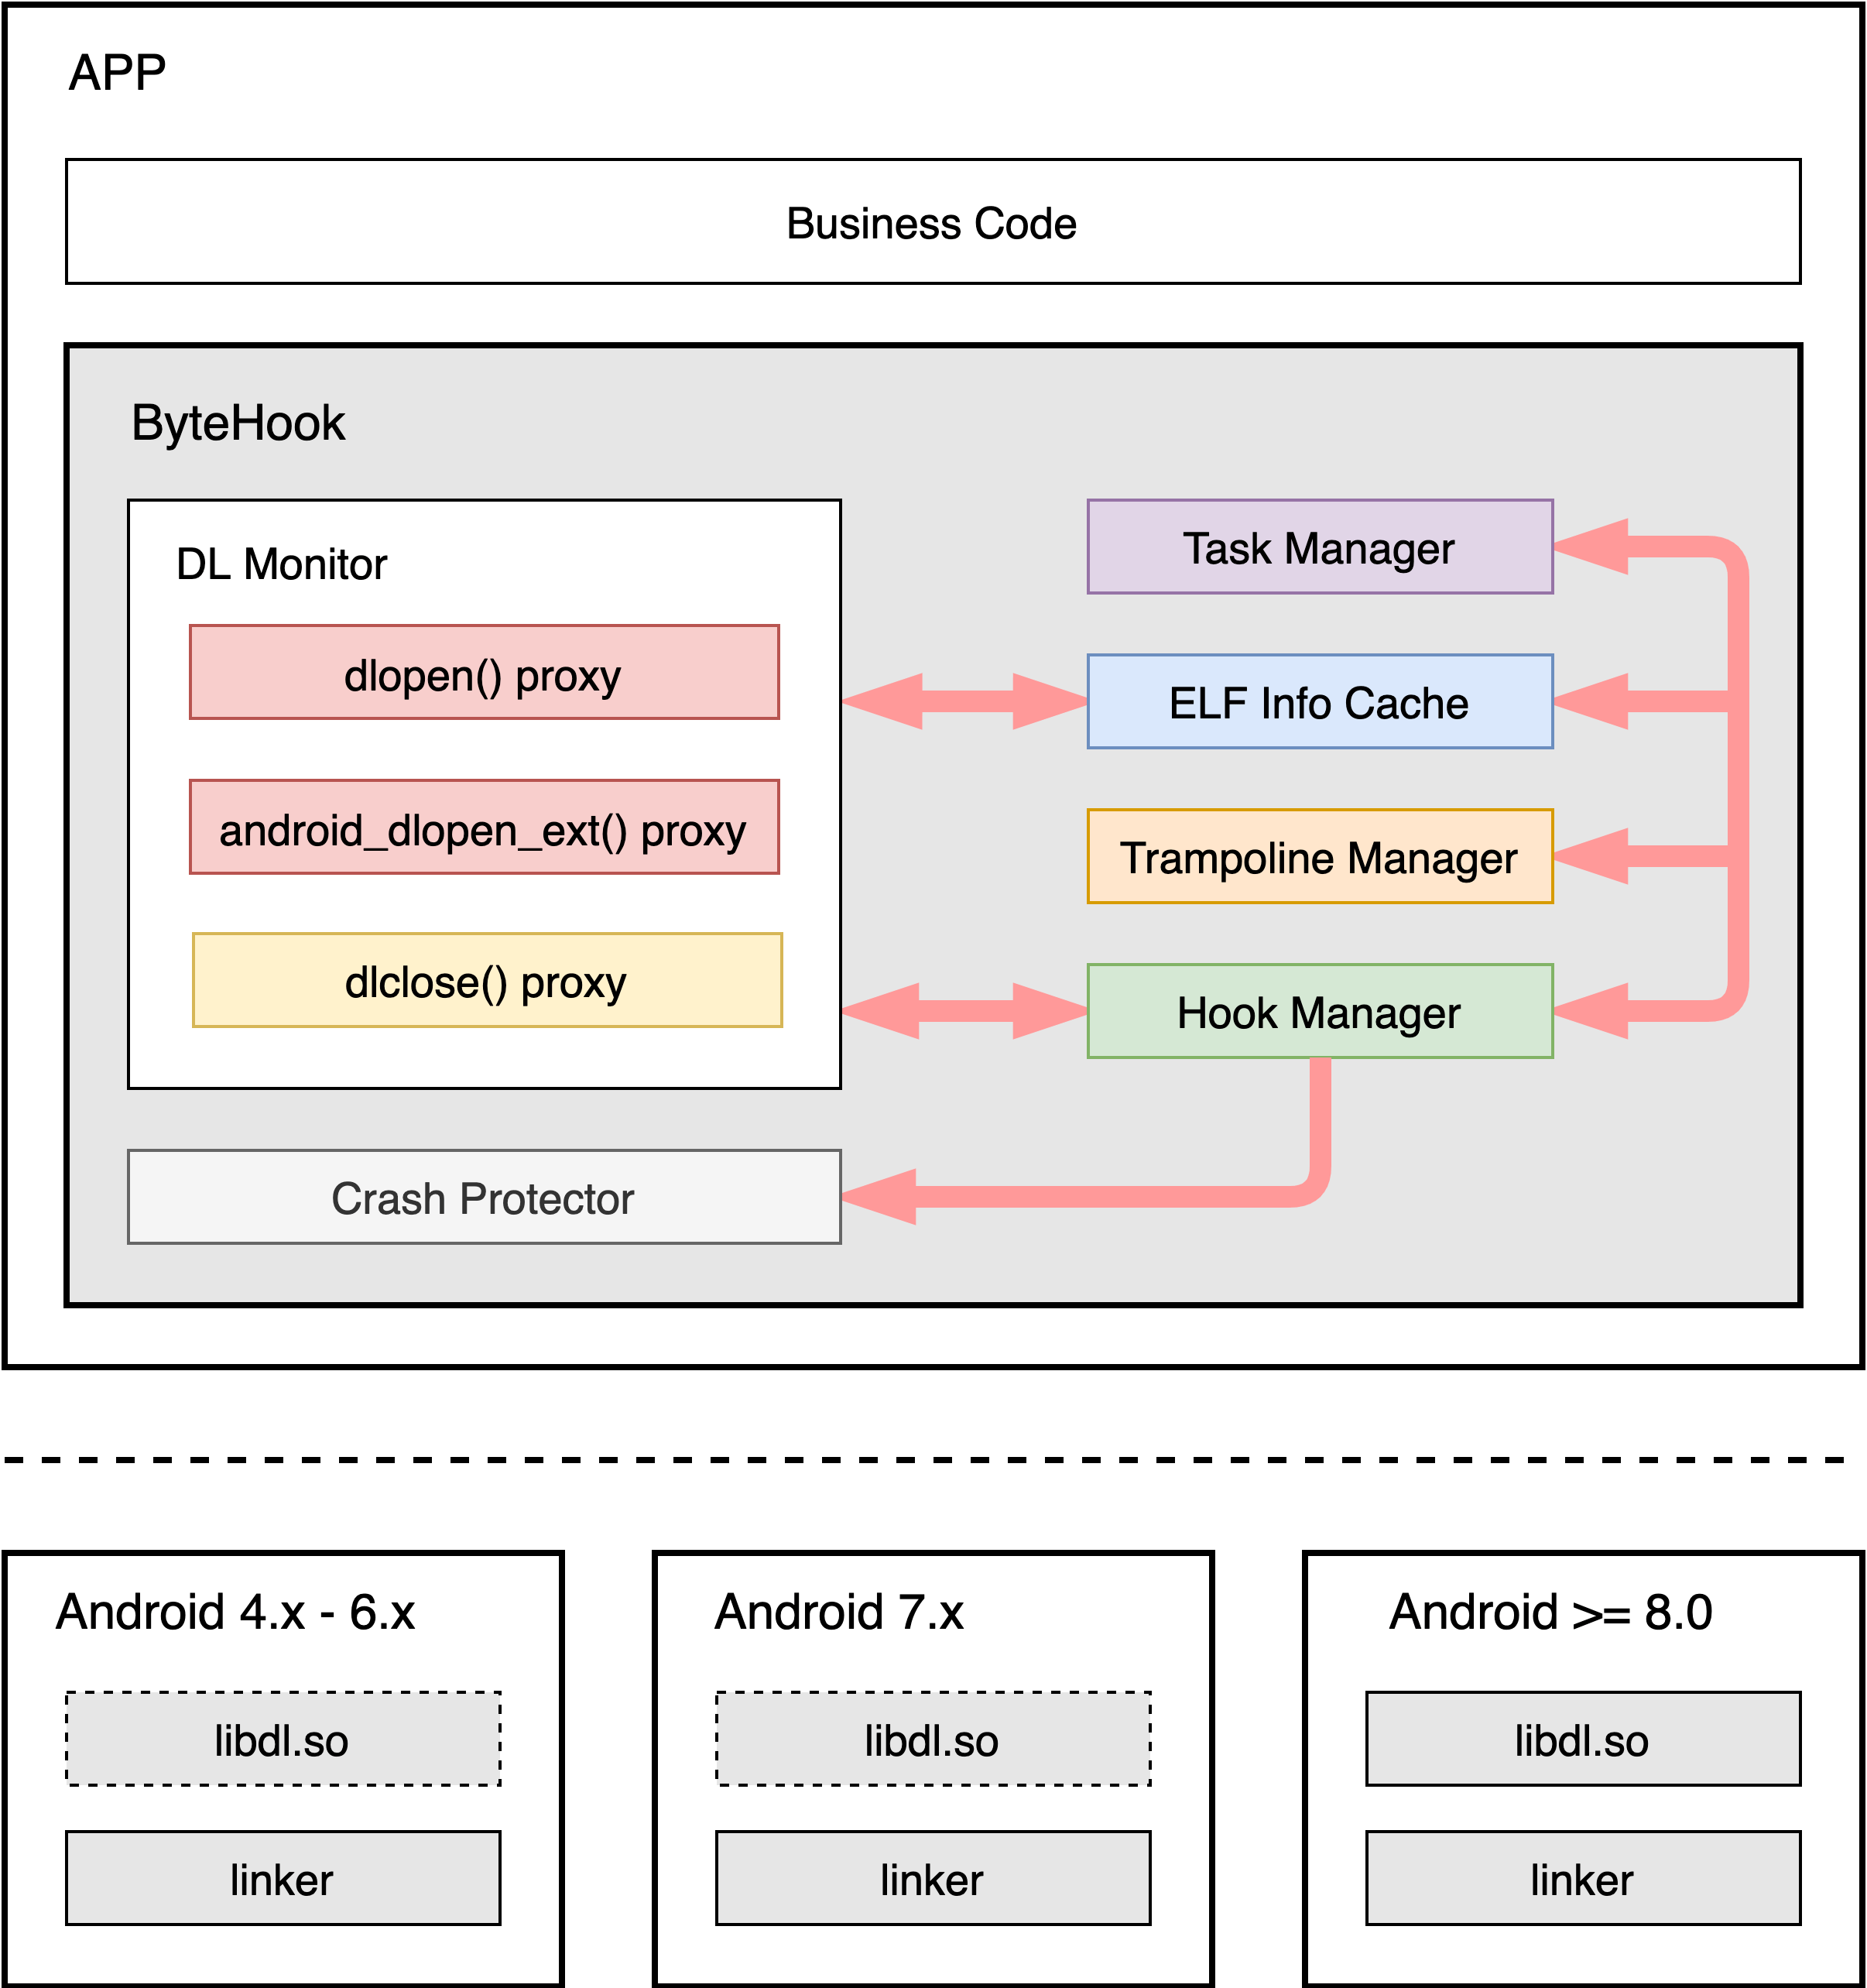 APP
Business Code
ByteHook
DL Monitor
dlopen() proxy
android_dlopen_ext() proxy
dlclose() proxy
Crash Protector
Task Manager
ELF Info Cache
Trampoline Manager
Hook Manager
Android 4.x - 6.x
libdl.so
linker
Android 7.x
libdl.so
linker
Android >= 8.0
libdl.so
linker